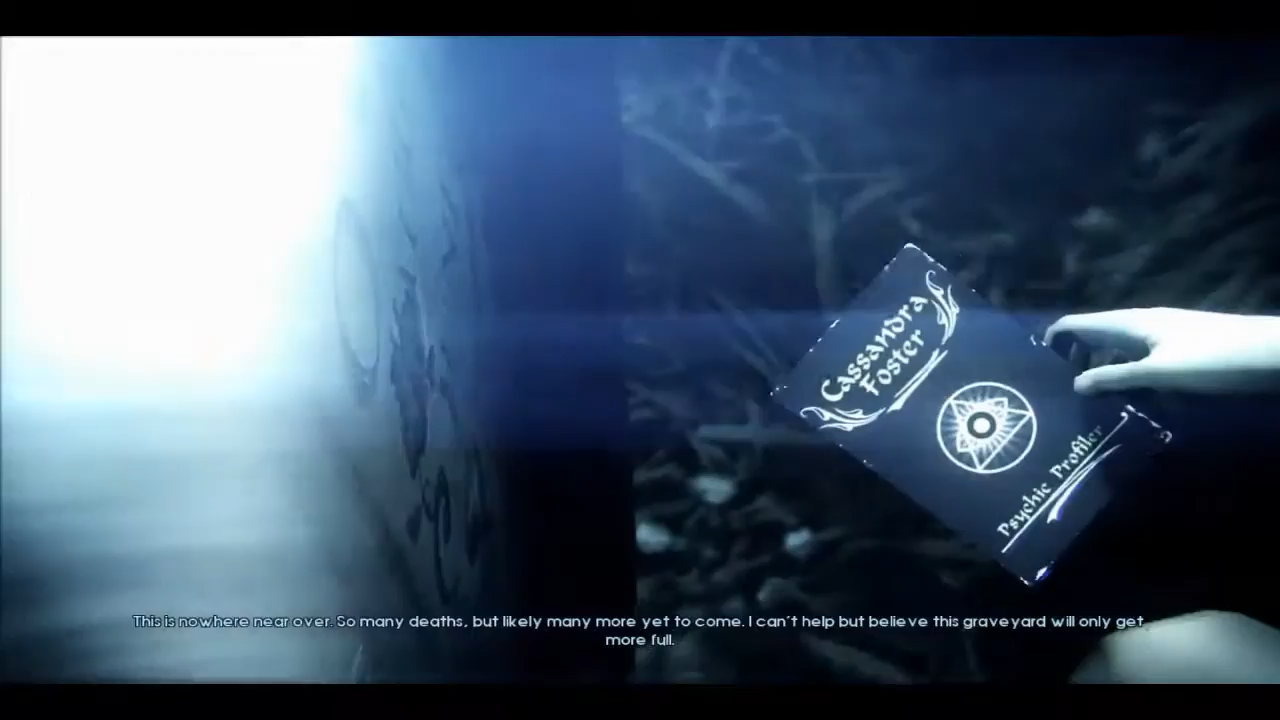 Cassandra
Foster
Psychic Profiler
This is nowhere near over. So many deaths, but likely many more yet to come. I can't help but believe this graveyard will only get
more full.